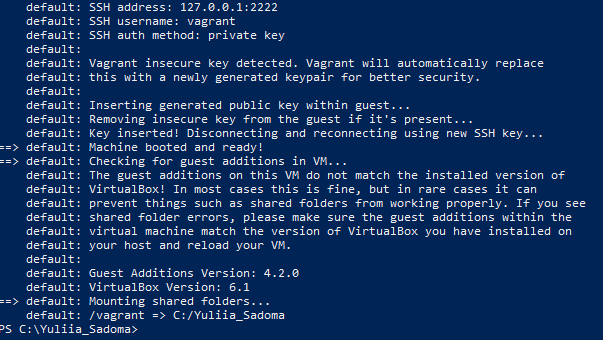 default: SSH address: 127.0.0.1:2222
default: SSH username: vagrant
default: SSH auth method: private key
default:
default: Vagrant insecure key detected. Vagrant will automatically replace
default: this with a newly generated keypair for better security.
default:
default: Inserting generated public key within guest...
default: Removing insecure key from the guest if it's present...
default: Key inserted! Disconnecting and reconnecting using new SSH key...
==> default: Machine booted and ready!
==> default: Checking for guest additions in VM...
default: The guest additions on this VM do not match the installed version of
default: VirtualBox! In most cases this is fine, but in rare cases it can
default: prevent things such as shared folders from working properly. If you see
default: shared folder errors, please make sure the guest additions within the
default: virtual machine match the version of VirtualBox you have installed on
default: your host and reload your VM.
default:
default: Guest Additions Version: 4.2.0
default: VirtualBox Version: 6.1
==> default: Mounting shared folders...
default: /vagrant => C:/Yuliia_Sadoma
PS C:\Yuliia_Sadoma>